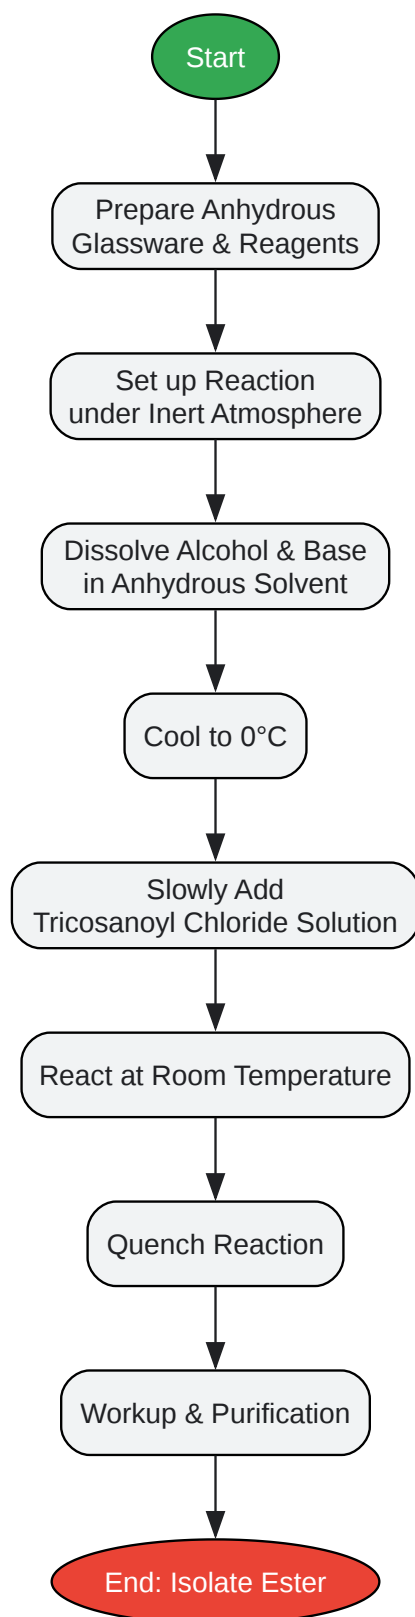 Start
Prepare Anhydrous
Glassware & Reagents
Set up Reaction
under Inert Atmosphere
Dissolve Alcohol & Base
in Anhydrous Solvent
Cool to 0°C
Slowly Add
Tricosanoyl Chloride Solution
React at Room Temperature
Quench Reaction
Workup & Purification
End: Isolate Ester